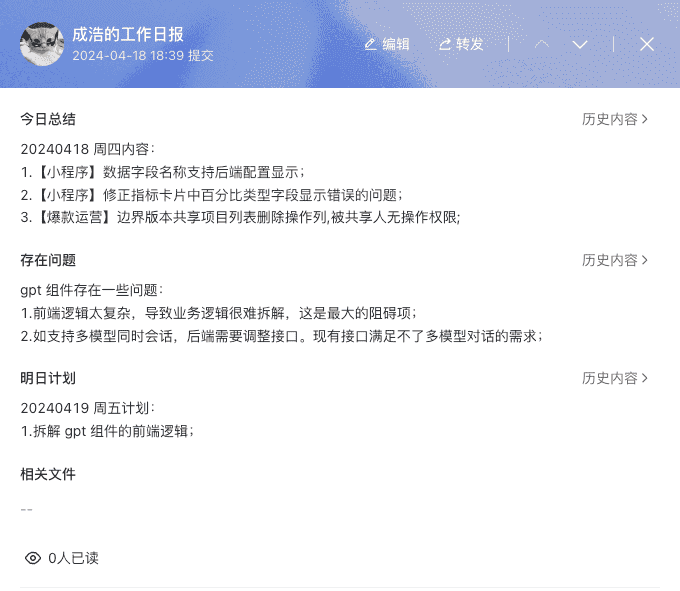 成浩的工作日报
2024-04-18 18:39 提交
编辑
转发
今日总结
历史内容
20240418 周四内容：
1.【小程序】数据字段名称支持后端配置显示；
2.【小程序】修正指标卡片中百分比类型字段显示错误的问题；
3.【爆款运营】边界版本共享项目列表删除操作列,被共享人无操作权限;
存在问题
历史内容
gpt 组件存在一些问题：
1.前端逻辑太复杂，导致业务逻辑很难拆解，这是最大的阻碍项；
2.如支持多模型同时会话，后端需要调整接口。现有接口满足不了多模型对话的需求；
明日计划
历史内容
20240419 周五计划：
1.拆解 gpt 组件的前端逻辑；
相关文件
--
0人已读